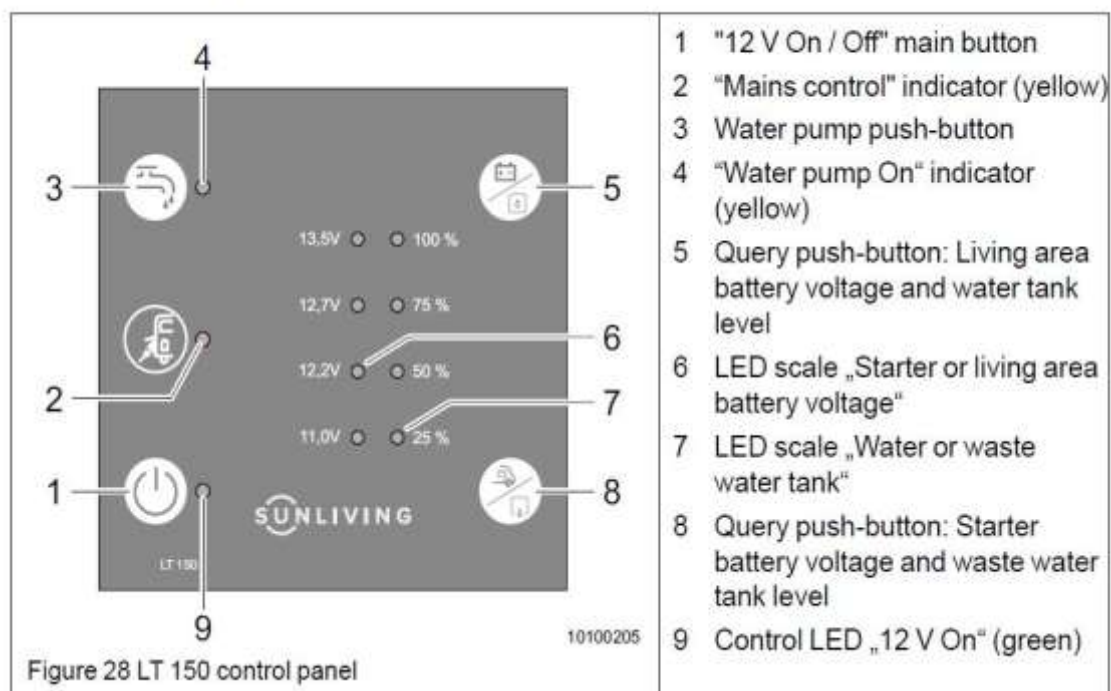 4
3
5
13,5V 100 %
12,7V 75 %
6
12,2V 50 %
2
7
11,0V 25 %
1
8
SUNLIVING
LT 150
9
10100205
Figure 28 LT 150 control panel
1 "12 V On / Off" main button
2 “Mains control" indicator (yellow)
3 Water pump push-button
4 “Water pump On“ indicator
(yellow)
5 Query push-button: Living area
battery voltage and water tank
level
6 LED scale „Starter or living area
battery voltage“
7 LED scale „Water or waste
water tank“
8 Query push-button: Starter
battery voltage and waste water
tank level
9 Control LED „12 V On“ (green)